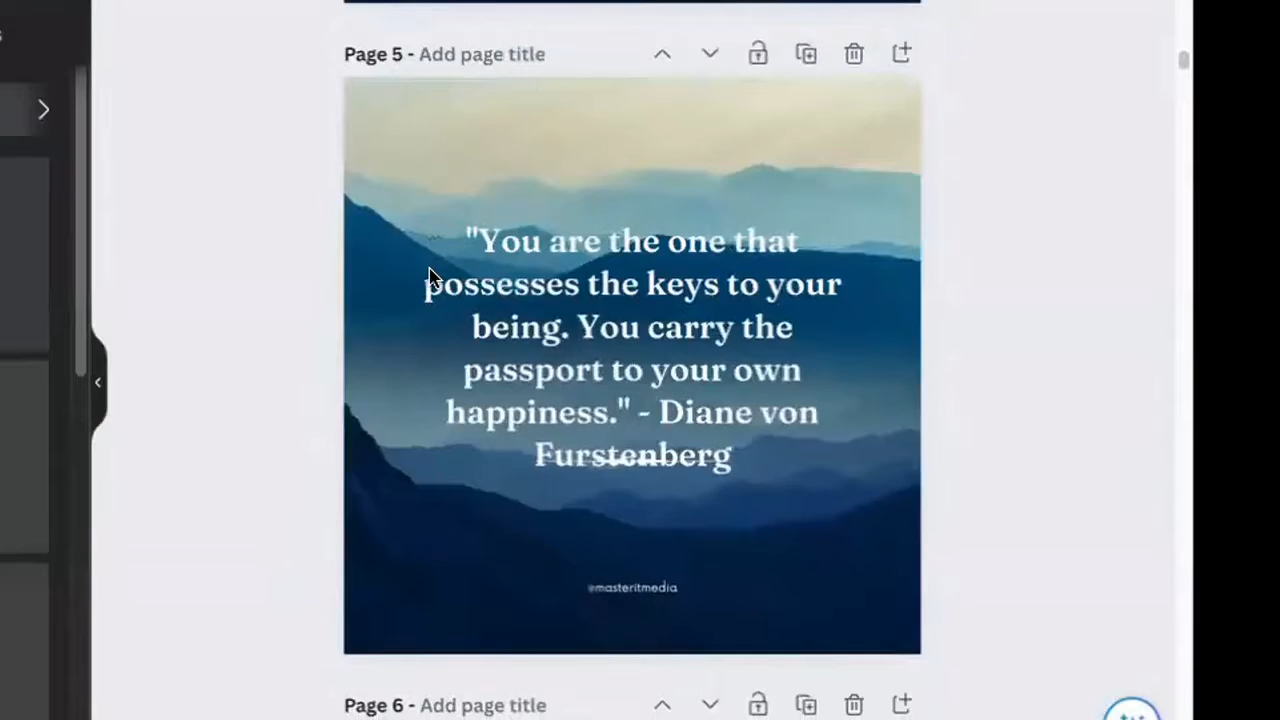 Page 5 - Add page title
"You are the one that
possesses the keys to your
being. You carry the
passport to your own
happiness." - Diane von
Furstenberg
@masteritmedia
Page 6 - Add page title